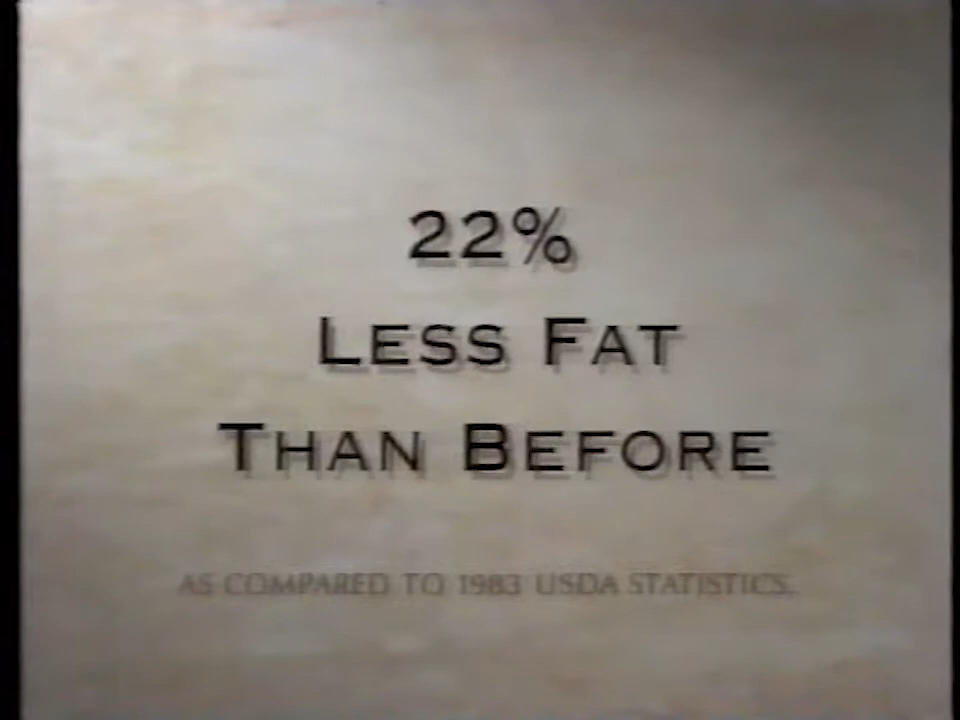 22%
LESS FAT
THAN BEFORE
AS COMPARED TO 1983 USDA STATISTICS.